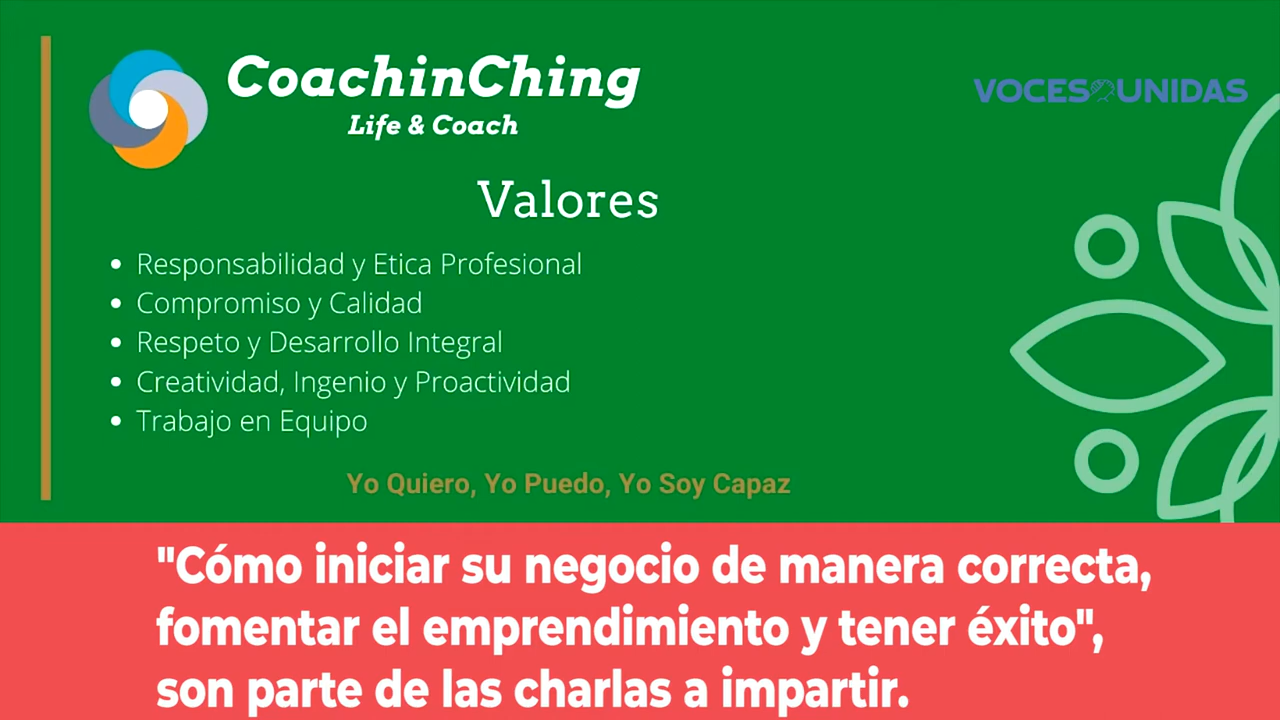 CoachinChing
Life & Coach
VOCES UNIDAS
Valores
Responsabilidad y Etica Profesional
Compromiso y Calidad
Respeto y Desarrollo Integral
Creatividad, Ingenio y Proactividad
Trabajo en Equipo
Yo Quiero, Yo Puedo, Yo Soy Capaz
"Cómo iniciar su negocio de manera correcta,
fomentar el emprendimiento y tener éxito",
son parte de las charlas a impartir.